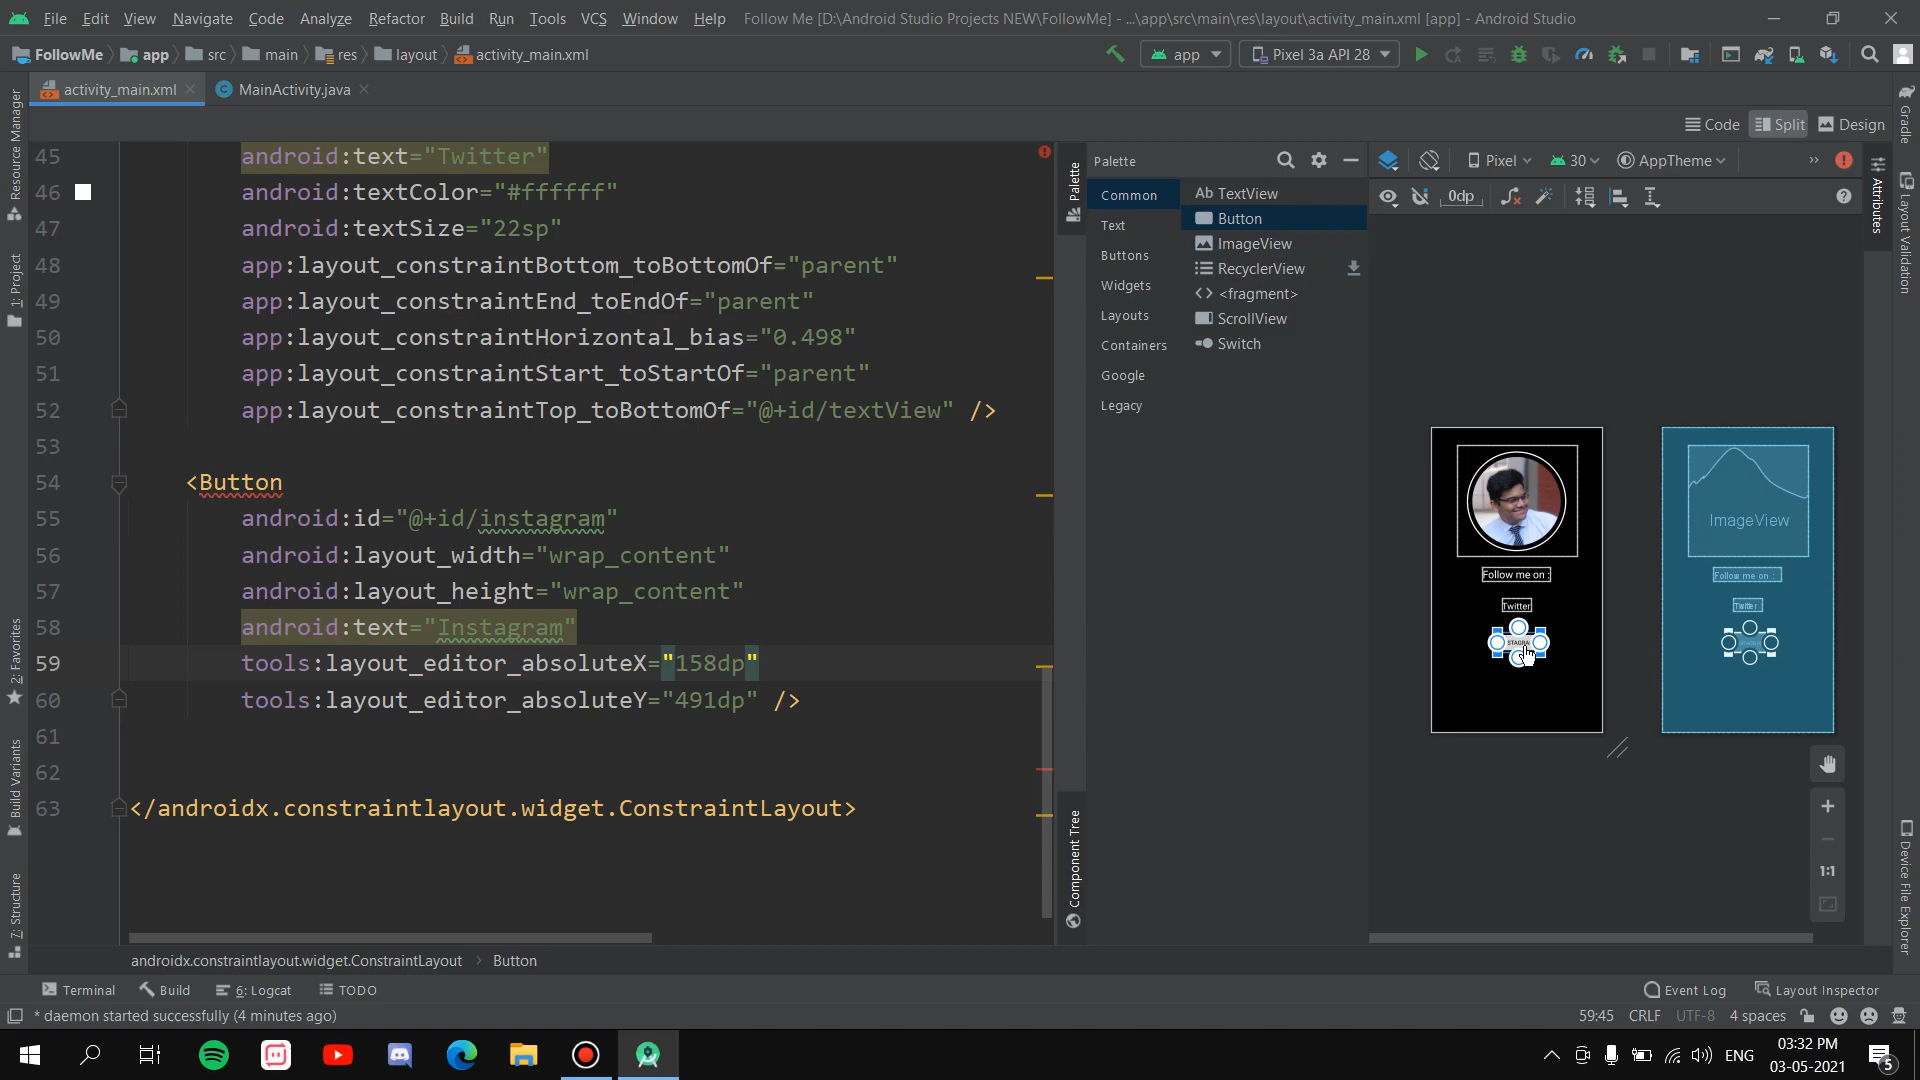 File Edit View Navigate Code Analyze Refactor Build Run Tools VCS Window Help Follow Me [D:\Android Studio Projects NEW\FollowMe] - ...\app\src\main\res\layout\activity_main.xml [app] - Android Studio
FollowMe app src main res layout activity_main.xml app Pixel 3a API 28
activity_main.xml MainActivity.java
Code Split Design
45 android:text="Twitter"
46 android:textColor="#ffffff"
47 android:textSize="22sp"
48 app:layout_constraintBottom_toBottomOf="parent"
49 app:layout_constraintEnd_toEndOf="parent"
50 app:layout_constraintHorizontal_bias="0.498"
51 app:layout_constraintStart_toStartOf="parent"
52 app:layout_constraintTop_toBottomOf="@+id/textView" />
53
54 <Button
55 android:id="@+id/instagram"
56 android:layout_width="wrap_content"
57 android:layout_height="wrap_content"
58 android:text="Instagram"
59 tools:layout_editor_absoluteX="158dp"
60 tools:layout_editor_absoluteY="491dp" />
61
62
63 </androidx.constraintlayout.widget.ConstraintLayout>
Resource Manager
1: Project
2: Favorites
Build Variants
7: Structure
Palette
Component Tree
Palette
Common
Text
Buttons
Widgets
Layouts
Containers
Google
Legacy
Ab TextView
Button
ImageView
RecyclerView
<> <fragment>
ScrollView
Switch
Pixel 30 AppTheme
0dp
Follow me on :
Twitter
ImageView
Follow me on :
Twitter
1:1
Attributes
Gradle
Layout Validation
Device File Explorer
androidx.constraintlayout.widget.ConstraintLayout Button
Terminal Build 6: Logcat TODO Event Log Layout Inspector
* daemon started successfully (4 minutes ago) 59:45 CRLF UTF-8 4 spaces
ENG
03:32 PM
03-05-2021
5